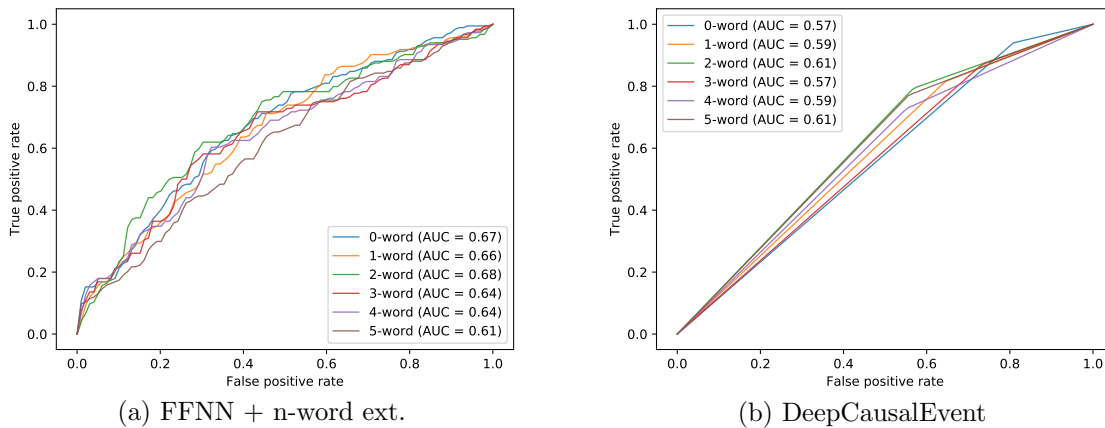 1.0
0.8
0.6
0.4
0.2
0.0
True positive rate
0-word (AUC = 0.67)
1-word (AUC = 0.66)
2-word (AUC = 0.68)
3-word (AUC = 0.64)
4-word (AUC = 0.64)
5-word (AUC = 0.61)
0.0 0.2 0.4 0.6 0.8 1.0
False positive rate
(a) FFNN + n-word ext.
1.0
0.8
0.6
0.4
0.2
0.0
True positive rate
0-word (AUC = 0.57)
1-word (AUC = 0.59)
2-word (AUC = 0.61)
3-word (AUC = 0.57)
4-word (AUC = 0.59)
5-word (AUC = 0.61)
0.0 0.2 0.4 0.6 0.8 1.0
False positive rate
(b) DeepCausalEvent